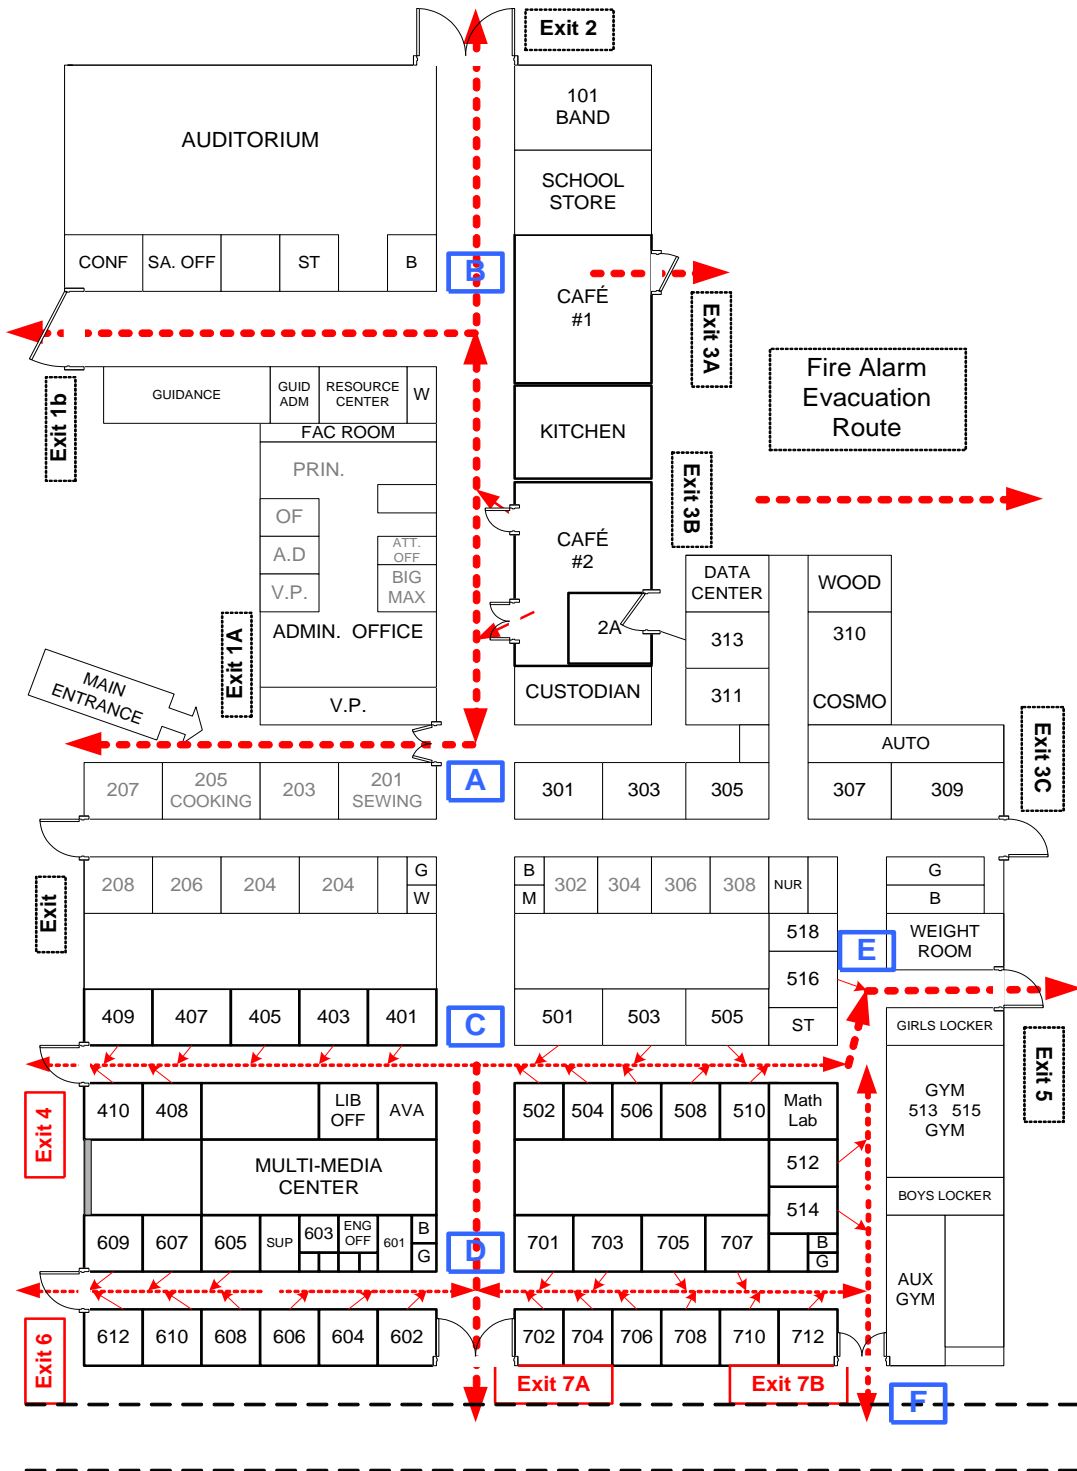 Exit 2
101
BAND
AUDITORIUM
SCHOOL
STORE
CONF
SA. OFF
ST
B
B
CAFÉ
#1
Exit 3A
Fire Alarm
Evacuation
Route
Exit 1b
GUIDANCE
GUID
ADM
RESOURCE
CENTER
W
FAC ROOM
KITCHEN
PRIN.
Exit 3B
OF
A.D
ATT.
OFF
V.P.
BIG
MAX
CAFÉ
#2
DATA
CENTER
WOOD
ADMIN. OFFICE
2A
313
310
Exit 1A
MAIN
ENTRANCE
V.P.
CUSTODIAN
311
COSMO
AUTO
Exit 3C
207
205
COOKING
203
201
SEWING
A
301
303
305
307
309
208
206
204
204
G
W
B
M
302
304
306
308
NUR
G
B
Exit
518
E
WEIGHT
ROOM
516
409
407
405
403
401
C
501
503
505
ST
GIRLS LOCKER
Exit 5
Exit 4
410
408
LIB
OFF
AVA
502
504
506
508
510
Math
Lab
GYM
513 515
GYM
MULTI-MEDIA
CENTER
512
514
BOYS LOCKER
609
607
605
SUP
603
ENG
OFF
601
B
G
D
701
703
705
707
B
G
AUX
GYM
Exit 6
612
610
608
606
604
602
702
704
706
708
710
712
Exit 7A
Exit 7B
F